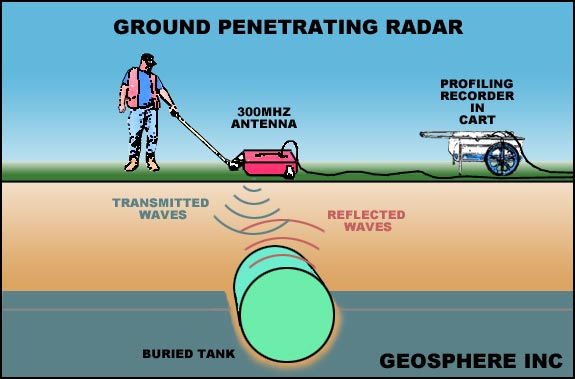 GROUND PENETRATING RADAR
300MHZ
ANTENNA
PROFILING
RECORDER
IN
CART
TRANSMITTED
WAVES
REFLECTED
WAVES
BURIED TANK
GEOSPHERE INC